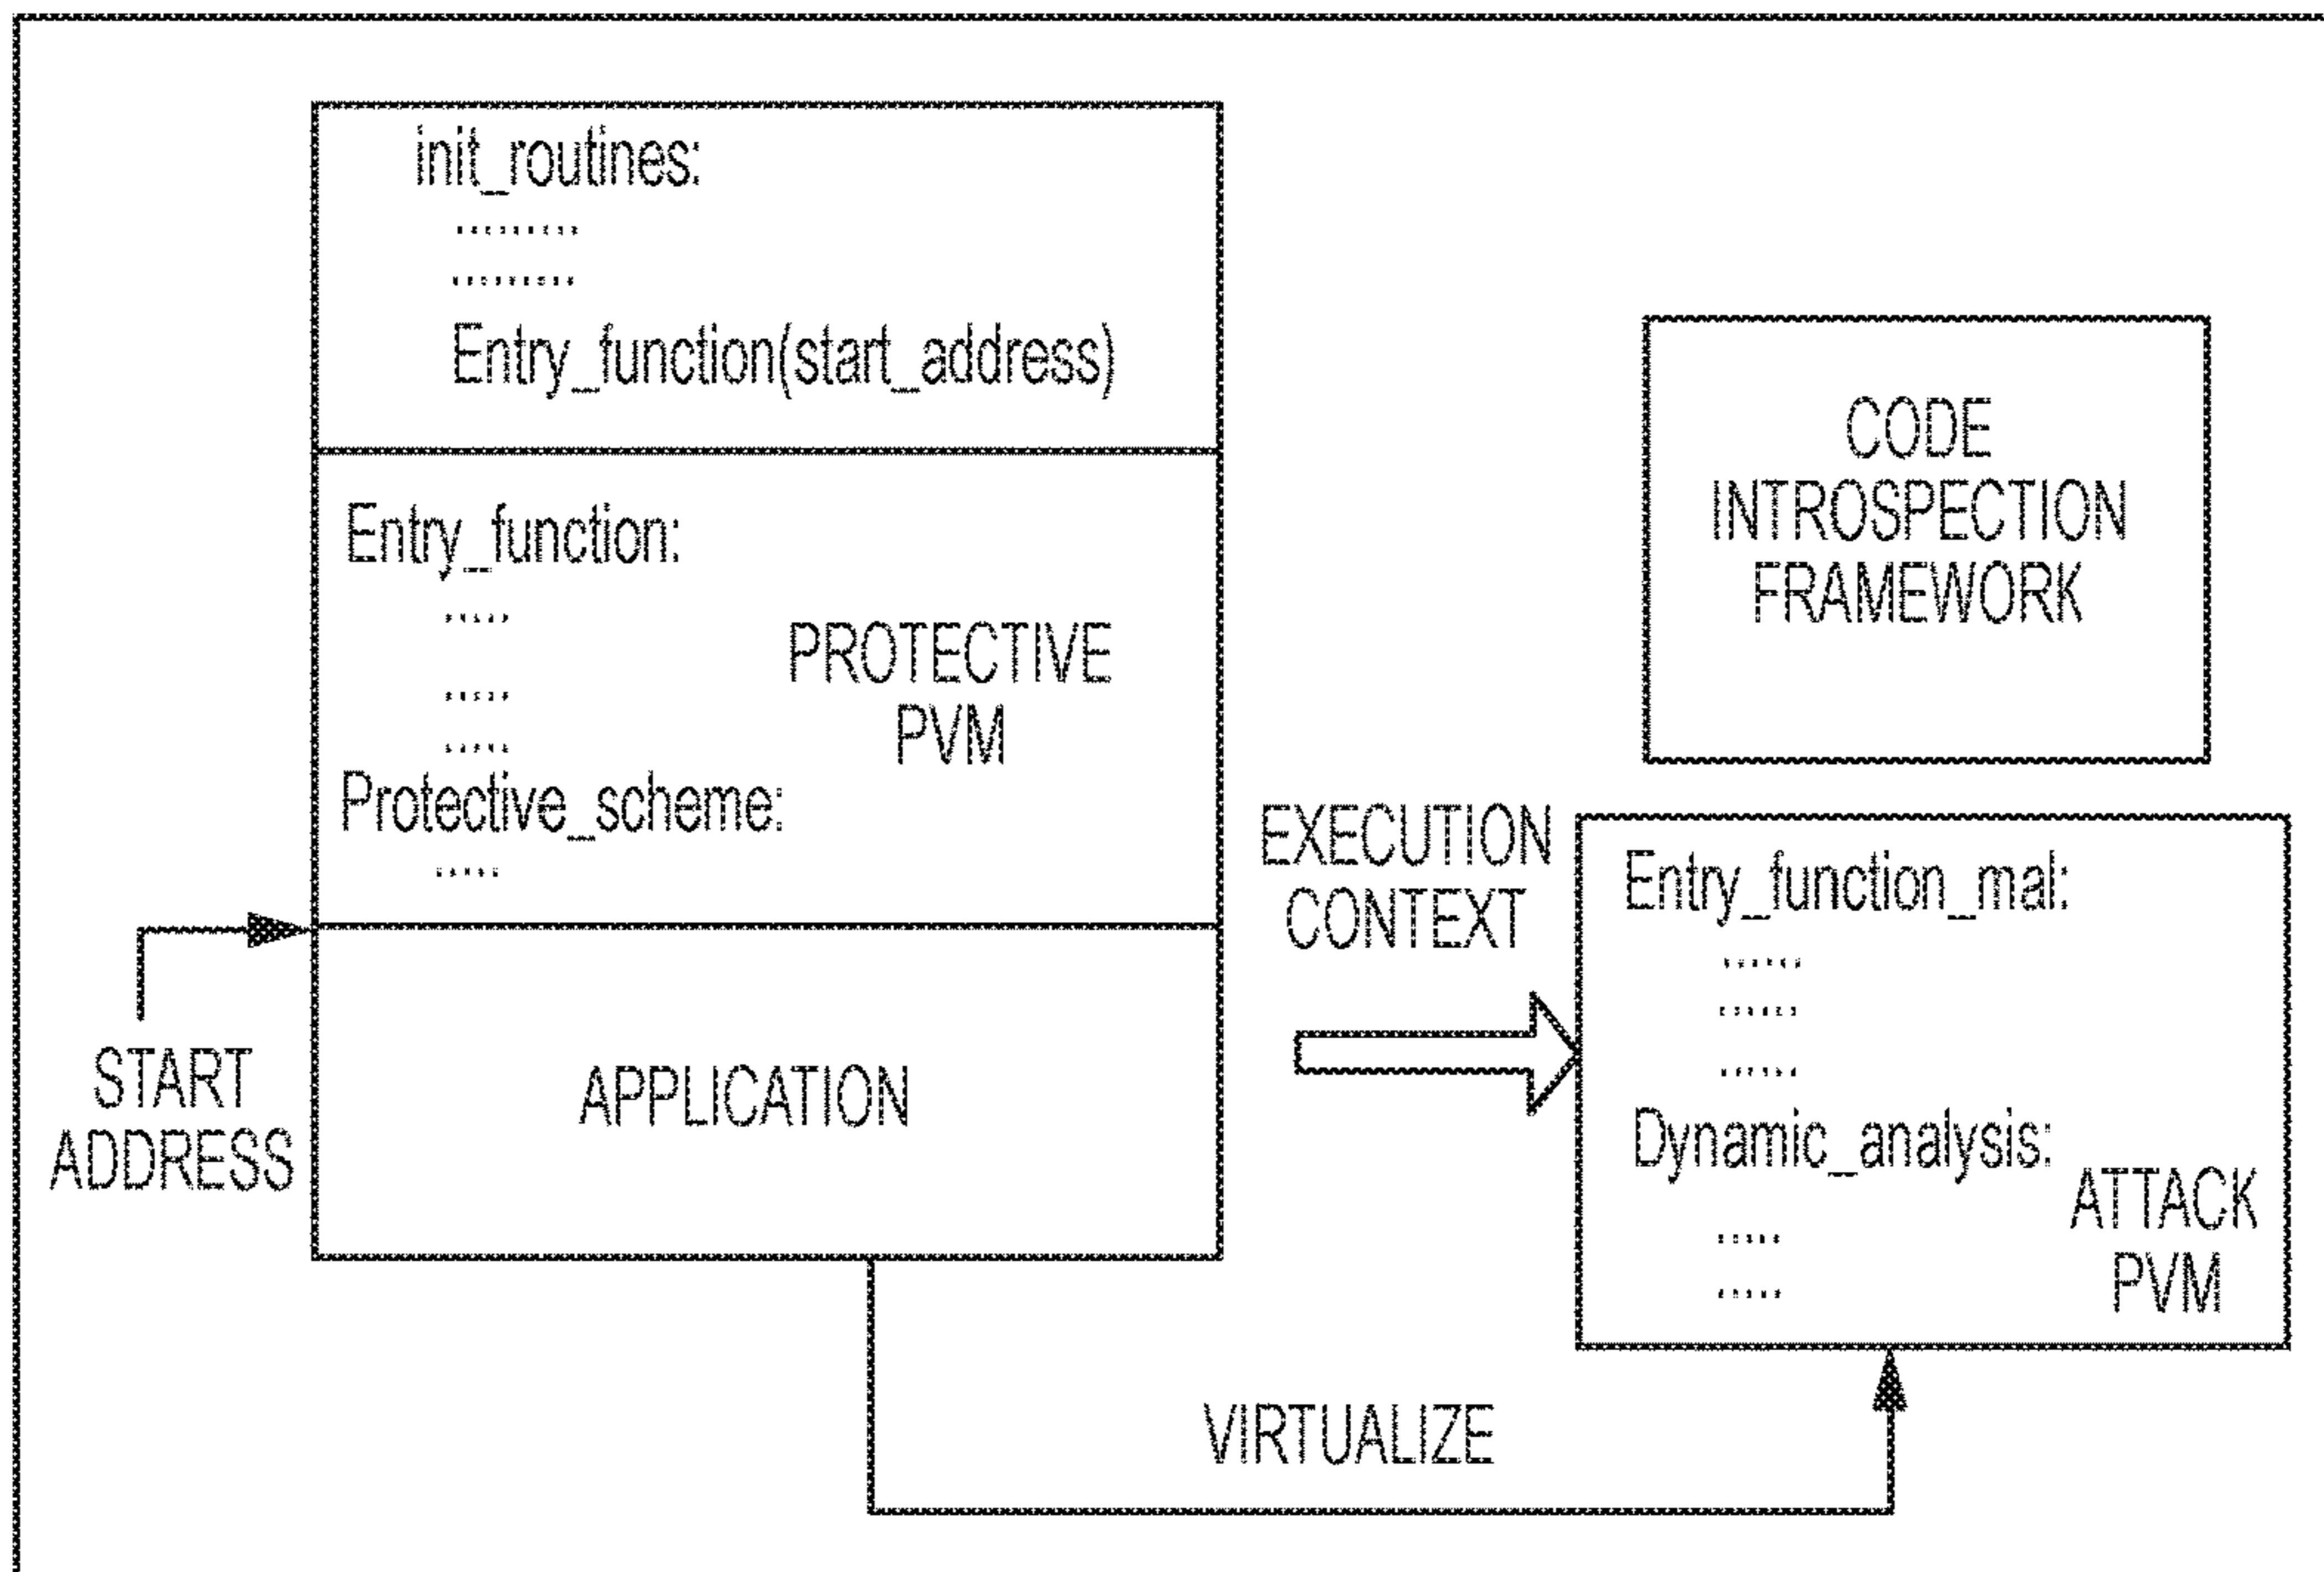 init_routines:
.........
.........
Entry_function(start_address)
Entry_function:
.....
.....
.....
PROTECTIVE
PVM
Protective_scheme:
.....
START
ADDRESS
APPLICATION
EXECUTION
CONTEXT
CODE
INTROSPECTION
FRAMEWORK
Entry_function_mal:
......
......
......
Dynamic_analysis:
.....
.....
ATTACK
PVM
VIRTUALIZE